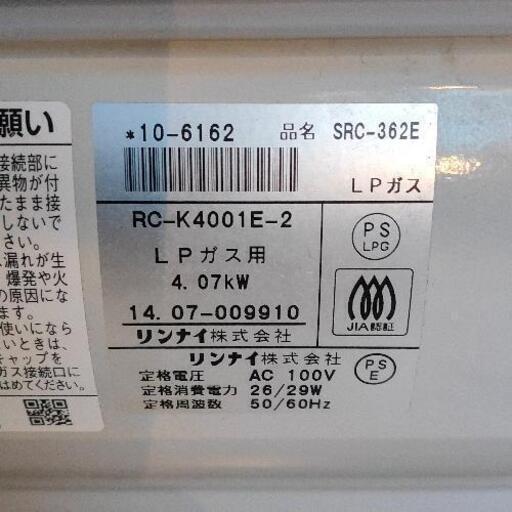 願い
接続部に
異物が付
たまま接
しないで
さい。
ス漏れが生
爆発や火
の原因にな
ます。
使いになら
いときは、
キャップを
ガス接続口に
はめてください。
*10-6162 品名 SRC-362E
LPガス
RC-K4001E-2
LPガス用
4.07kW
14.07-009910
リンナイ株式会社
PS
LPG
JIA認証
リンナイ株式会社
定格電圧 AC 100V
定格消費電力 26/29W
定格周波数 50/60Hz
PS
E